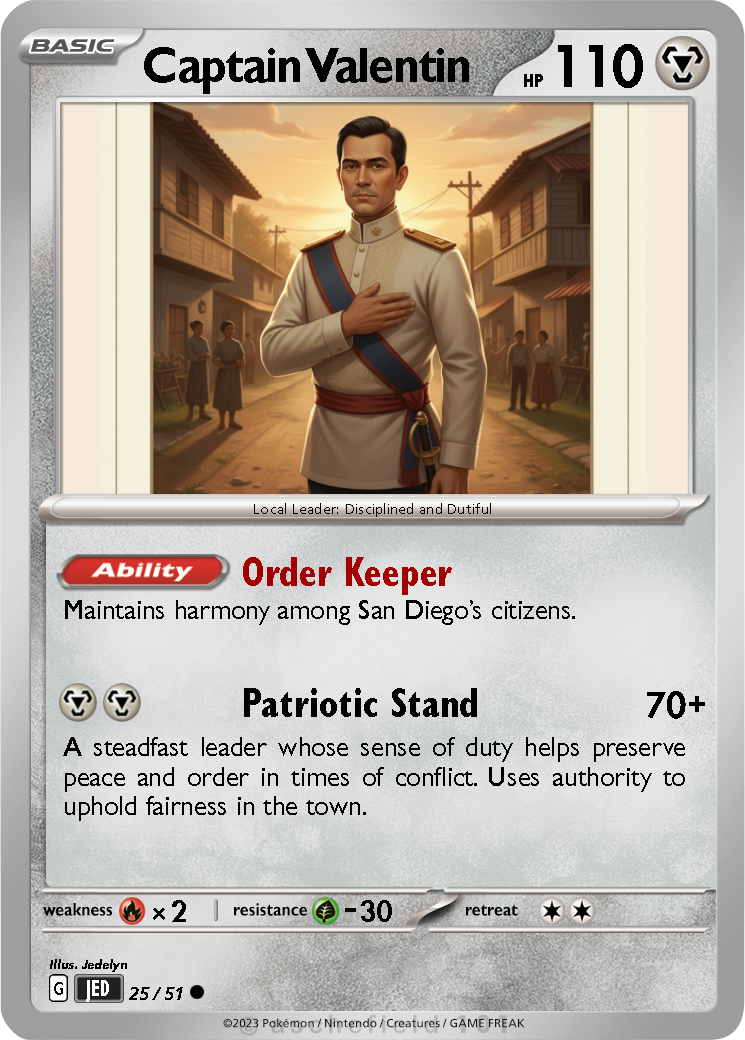 BASIC
Captain Valentin
HP 110
Local Leader: Disciplined and Dutiful
Ability Order Keeper
Maintains harmony among San Diego's citizens.
Patriotic Stand 70+
A steadfast leader whose sense of duty helps preserve
peace and order in times of conflict. Uses authority to
uphold fairness in the town.
weakness ×2 resistance -30 retreat
Illus. Jedelyn
G JED 25/51
©2023 Pokémon / Nintendo / Creatures / GAME FREAK